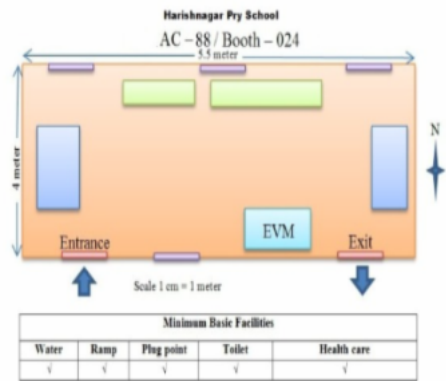 Harishnagar Pry School
AC – 88 / Booth – 024
5.5 meter
4 meter
N
EVM
Entrance
Exit
Scale 1 cm = 1 meter
Minimum Basic Facilities
Water Ramp Plug point Toilet Health care
√ √ √ √ √